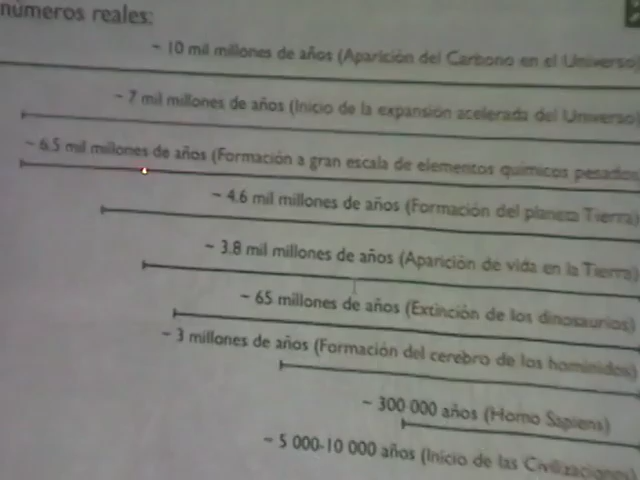 números reales:
~ 10 mil millones de años (Aparición del Carbono en el Universo)
~ 7 mil millones de años (Inicio de la expansión acelerada del Universo)
~ 6.5 mil millones de años (Formación a gran escala de elementos químicos pesados
~ 4.6 mil millones de años (Formación del planeta Tierra)
~ 3.8 mil millones de años (Aparición de vida en la Tierra)
~ 65 millones de años (Extinción de los dinosaurios)
~ 3 millones de años (Formación del cerebro de los homínidos)
~ 300 000 años (Homo Sapiens)
~ 5 000-10 000 años (Inicio de las Civilizaciones)